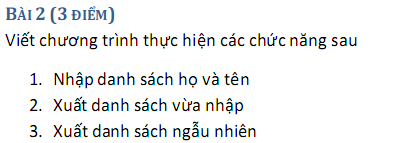 BÀI 2 (3 ĐIỂM)
Viết chương trình thực hiện các chức năng sau
1. Nhập danh sách họ và tên
2. Xuất danh sách vừa nhập
3. Xuất danh sách ngẫu nhiên